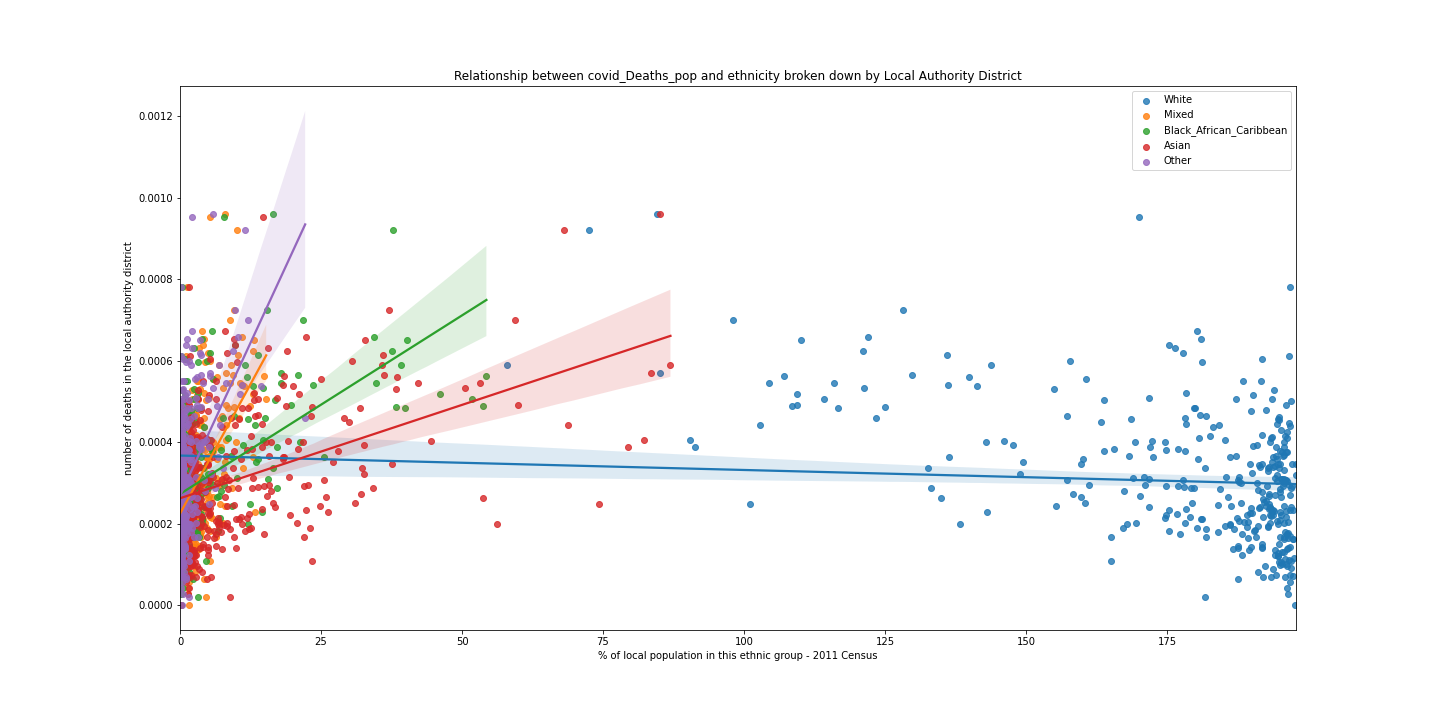 Relationship between covid_Deaths_pop and ethnicity broken down by Local Authority District
White
Mixed
Black_African_Caribbean
Asian
Other
number of deaths in the local authority district
0.0012
0.0010
0.0008
0.0006
0.0004
0.0002
0.0000
0 25 50 75 100 125 150 175
% of local population in this ethnic group - 2011 Census